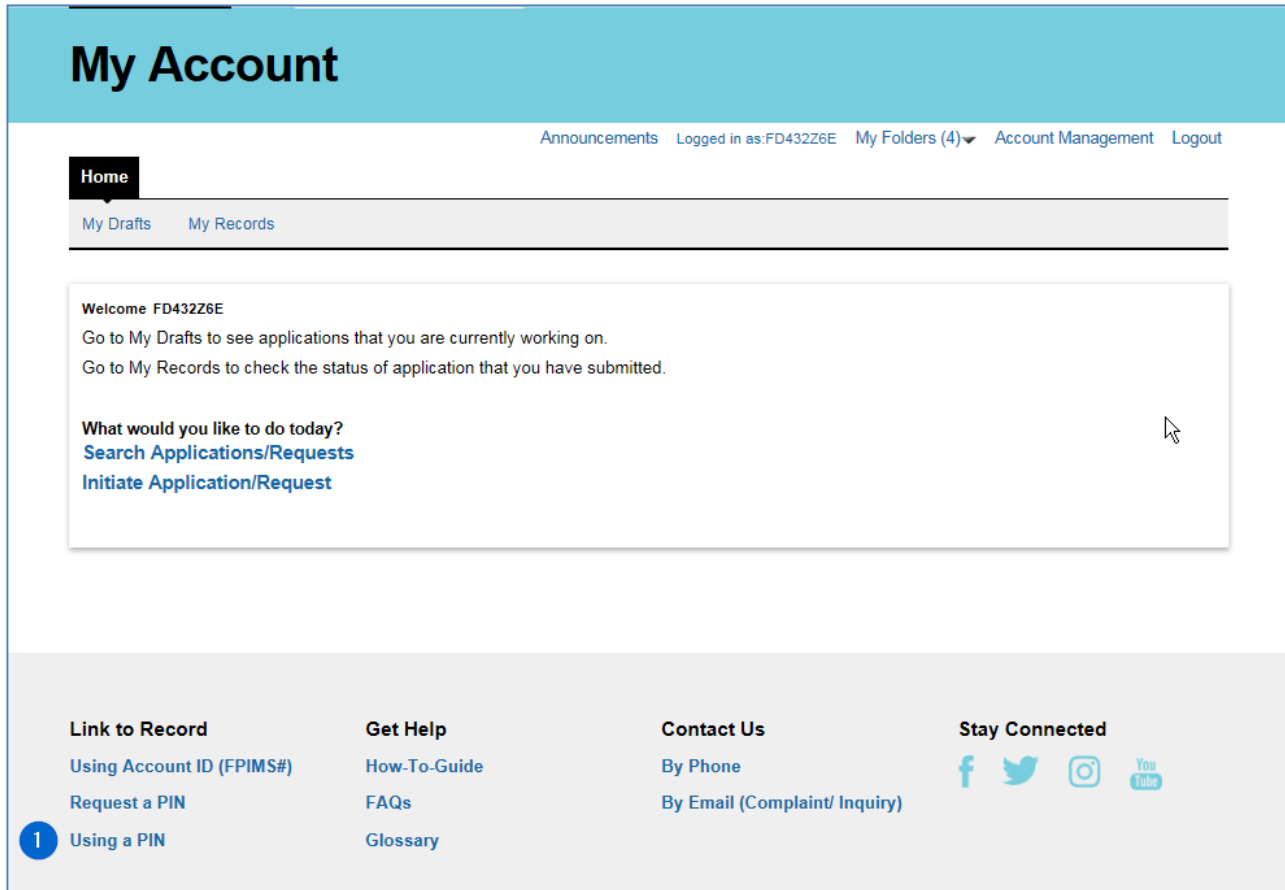 My Account
Announcements Logged in as:FD432Z6E My Folders (4) Account Management Logout
Home
My Drafts My Records
Welcome FD432Z6E
Go to My Drafts to see applications that you are currently working on.
Go to My Records to check the status of application that you have submitted.
What would you like to do today?
Search Applications/Requests
Initiate Application/Request
Link to Record Get Help Contact Us Stay Connected
Using Account ID (FPIMS#) How-To-Guide By Phone
You
Tube
Request a PIN FAQs By Email (Complaint/ Inquiry)
1 Using a PIN Glossary